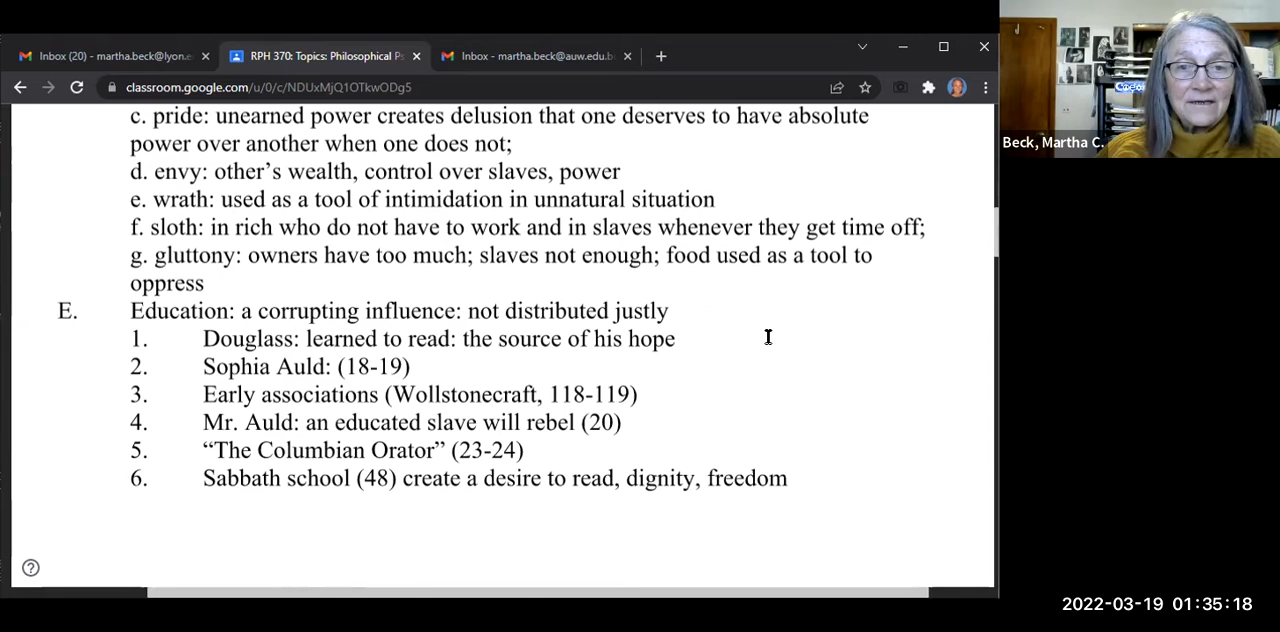 Inbox (20) - martha.beck@lyon.e
RPH 370: Topics: Philosophical P
Inbox - martha.beck@auw.edu.b
classroom.google.com/u/0/c/NDUxMjQ1OTkwODg5
c. pride: unearned power creates delusion that one deserves to have absolute
power over another when one does not;
d. envy: other’s wealth, control over slaves, power
e. wrath: used as a tool of intimidation in unnatural situation
f. sloth: in rich who do not have to work and in slaves whenever they get time off;
g. gluttony: owners have too much; slaves not enough; food used as a tool to
oppress
E. Education: a corrupting influence: not distributed justly
1. Douglass: learned to read: the source of his hope
2. Sophia Auld: (18-19)
3. Early associations (Wollstonecraft, 118-119)
4. Mr. Auld: an educated slave will rebel (20)
5. “The Columbian Orator” (23-24)
6. Sabbath school (48) create a desire to read, dignity, freedom
Beck, Martha C.
2022-03-19 01:35:18